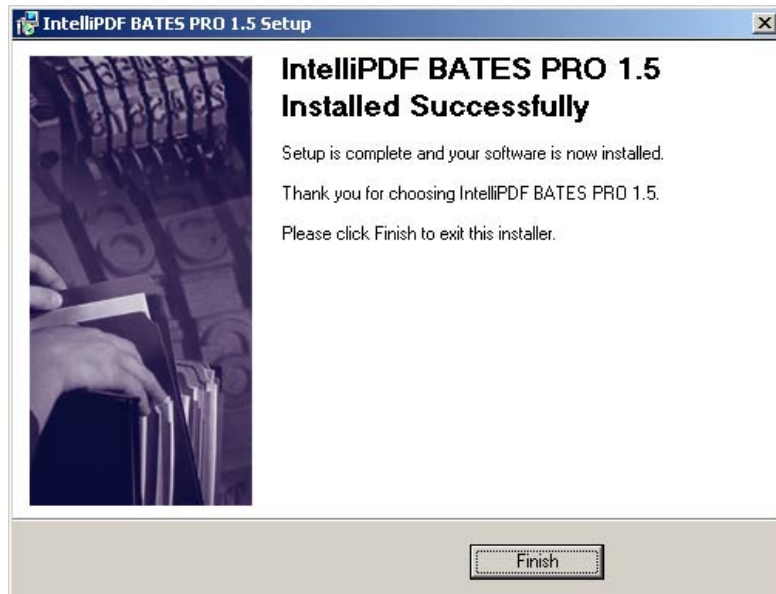 IntelliPDF BATES PRO 1.5 Setup
IntelliPDF BATES PRO 1.5
Installed Successfully
Setup is complete and your software is now installed.
Thank you for choosing IntelliPDF BATES PRO 1.5.
Please click Finish to exit this installer.
Finish